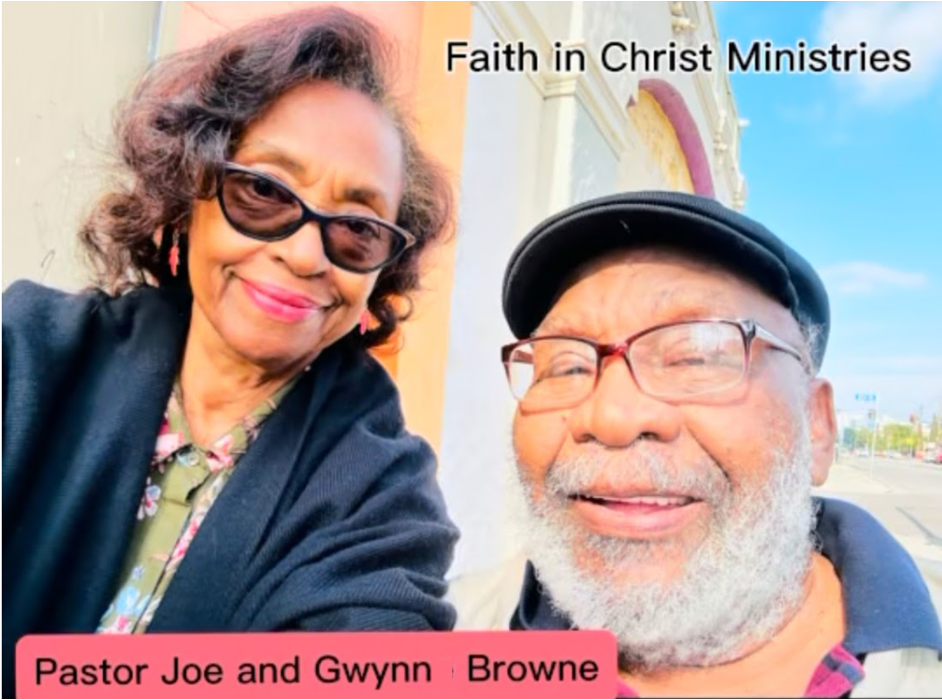 Faith in Christ Ministries
Pastor Joe and Gwynn Browne